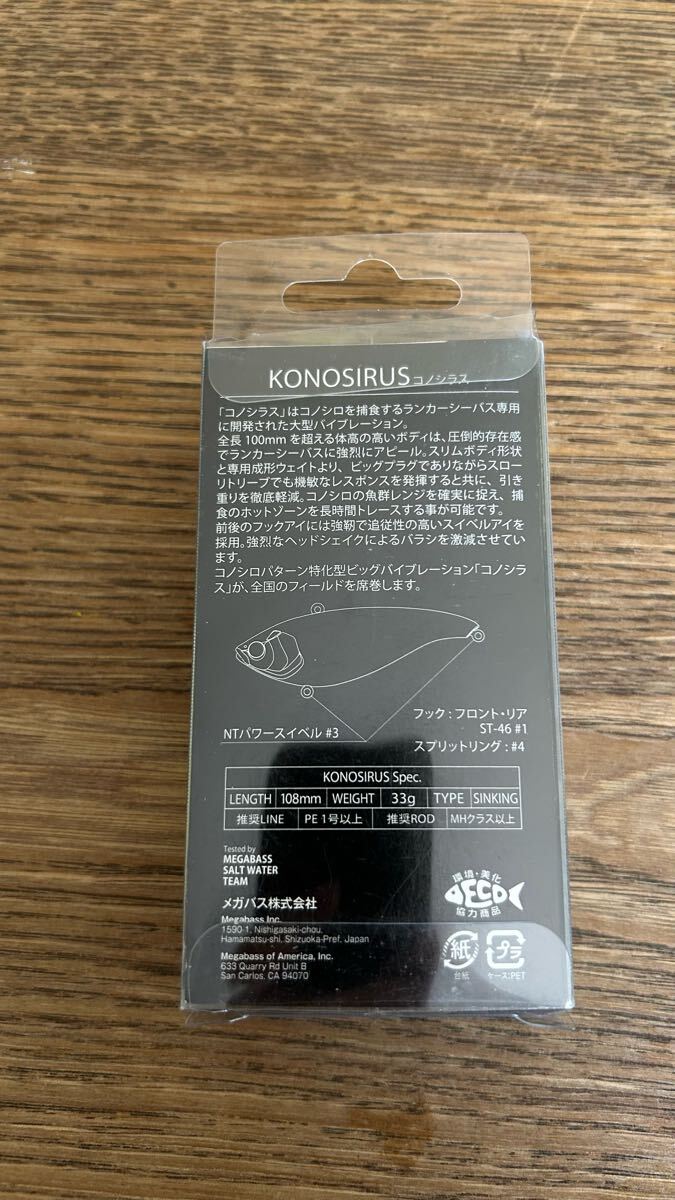 KONOSIRUS コノシラス
「コノシラス」はコノシロを捕食するランカーシーバス専用
に開発された大型バイブレーション。
全長 100mm を超える体高の高いボディは、圧倒的存在感
でランカーシーバスに強烈にアピール。スリムボディ形状
と専用成形ウェイトより、ビッグプラグでありながらスロー
リトリーブでも機敏なレスポンスを発揮すると共に、引き
重りを徹底軽減。コノシロの魚群レンジを確実に捉え、捕
食のホットゾーンを長時間トレースする事が可能です。
前後のフックアイには強靭で追従性の高いスイベルアイを
採用。強烈なヘッドシェイクによるバラシを激減させてい
ます。
コノシロパターン特化型ビッグバイブレーション「コノシラ
ス」が、全国のフィールドを席巻します。
NTパワースイベル #3
フック : フロント・リア
ST-46 #1
スプリットリング : #4
KONOSIRUS Spec.
LENGTH 108mm WEIGHT 33g TYPE SINKING
推奨LINE PE 1号以上 推奨ROD MHクラス以上
Tested by
MEGABASS
SALT WATER
TEAM
メガバス株式会社
Megabass Inc.
1590-1, Nishigasaki-chou,
Hamamatsu-shi, Shizuoka-Pref, Japan
Megabass of America, Inc.
633 Quarry Rd Unit B
San Carlos, CA 94070
環境・美化
ECO
協力商品
紙
台紙
プラ
ケース:PET